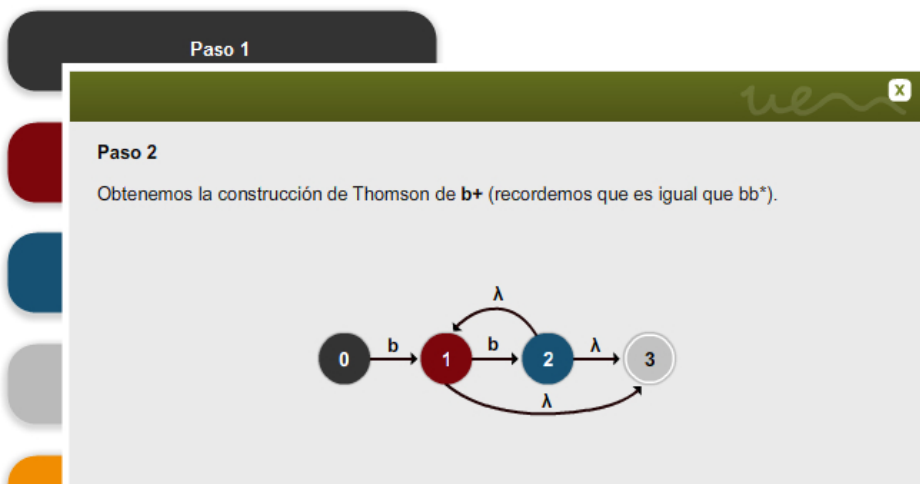 Paso 1
ue
x
Paso 2
Obtenemos la construcción de Thomson de b+ (recordemos que es igual que bb*).
λ
0 b 1 b 2 λ 3
λ